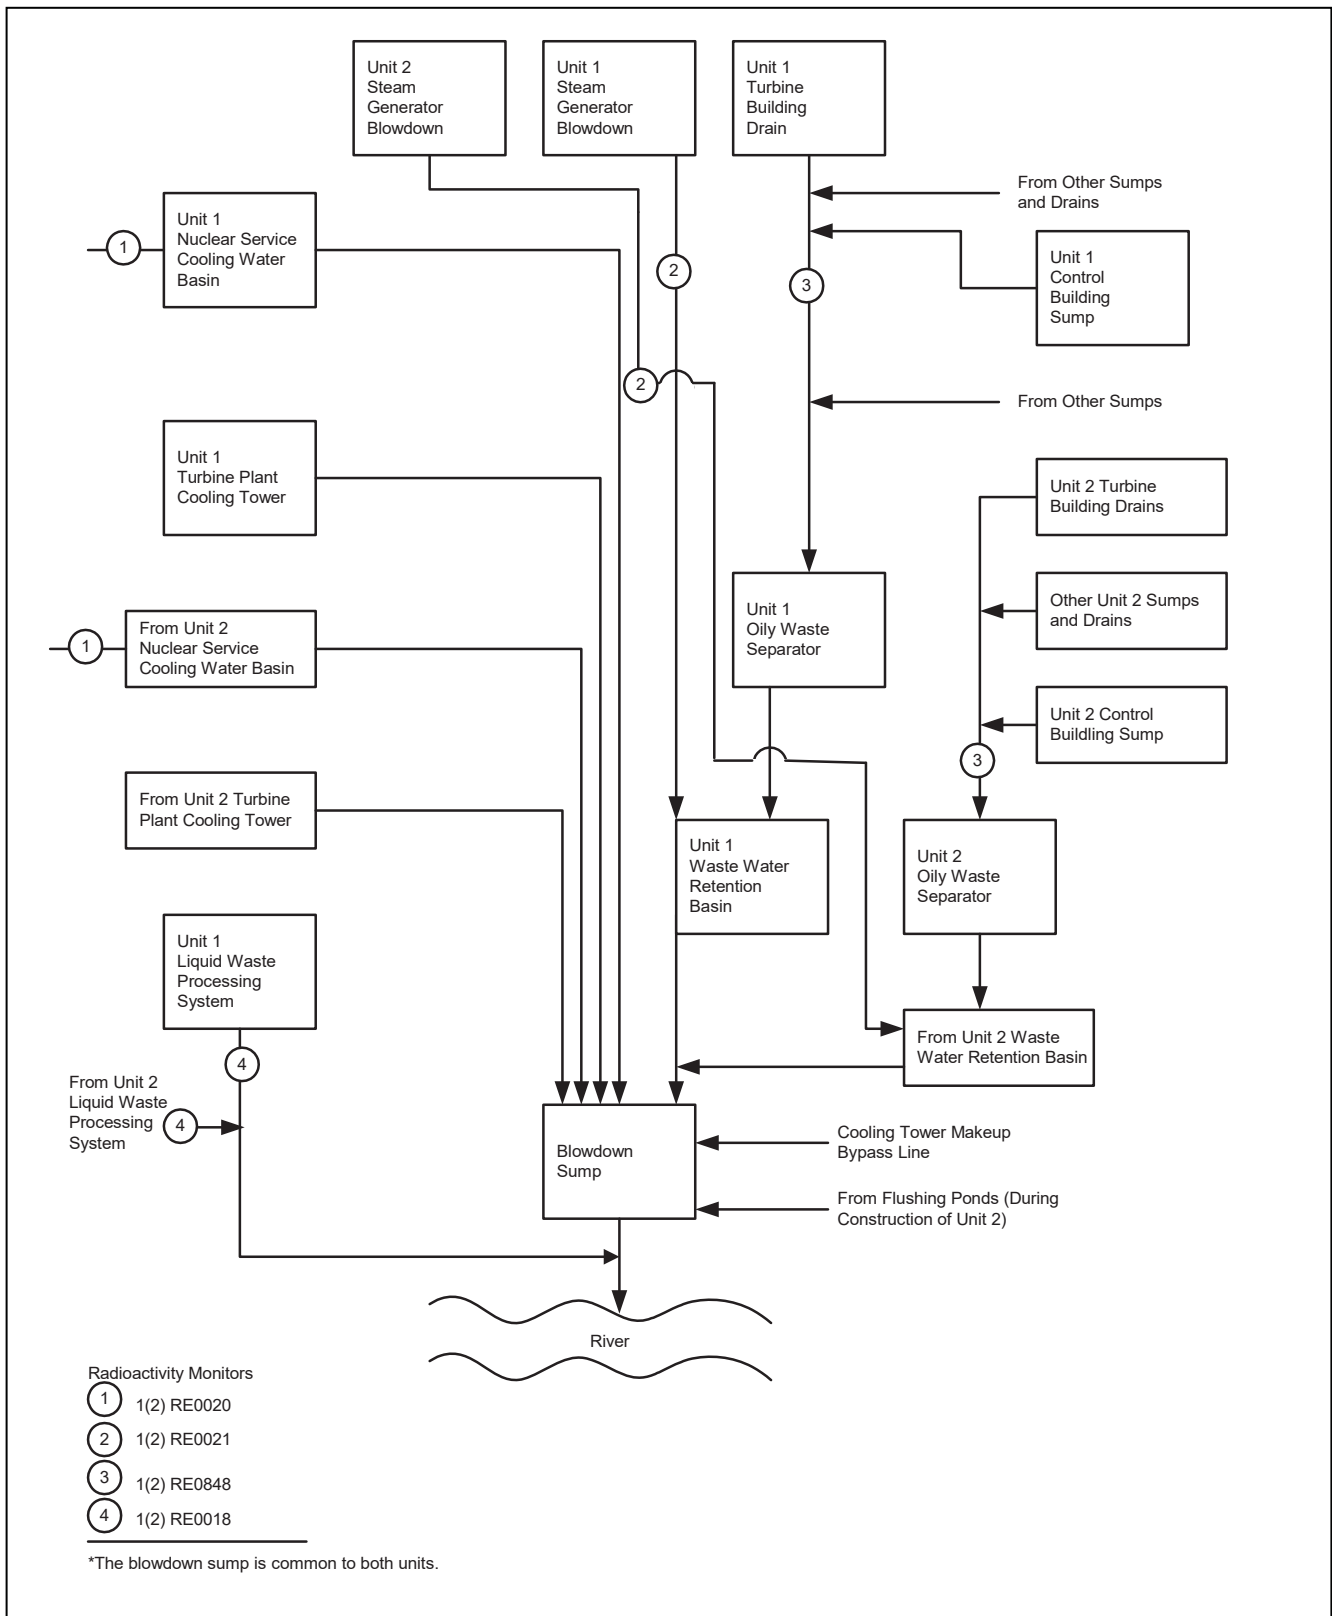 Unit 2
Steam
Generator
Blowdown
Unit 1
Steam
Generator
Blowdown
Unit 1
Turbine
Building
Drain
From Other Sumps
and Drains
1
Unit 1
Nuclear Service
Cooling Water
Basin
2
3
Unit 1
Control
Building
Sump
2
From Other Sumps
Unit 1
Turbine Plant
Cooling Tower
Unit 2 Turbine
Building Drains
1
From Unit 2
Nuclear Service
Cooling Water Basin
Unit 1
Oily Waste
Separator
Other Unit 2 Sumps
and Drains
Unit 2 Control
Buildling Sump
3
From Unit 2 Turbine
Plant Cooling Tower
Unit 1
Waste Water
Retention
Basin
Unit 2
Oily Waste
Separator
Unit 1
Liquid Waste
Processing
System
4
From Unit 2 Waste
Water Retention Basin
From Unit 2
Liquid Waste
Processing
System
4
Blowdown
Sump
Cooling Tower Makeup
Bypass Line
From Flushing Ponds (During
Construction of Unit 2)
River
Radioactivity Monitors
1 1(2) RE0020
2 1(2) RE0021
3 1(2) RE0848
4 1(2) RE0018
*The blowdown sump is common to both units.